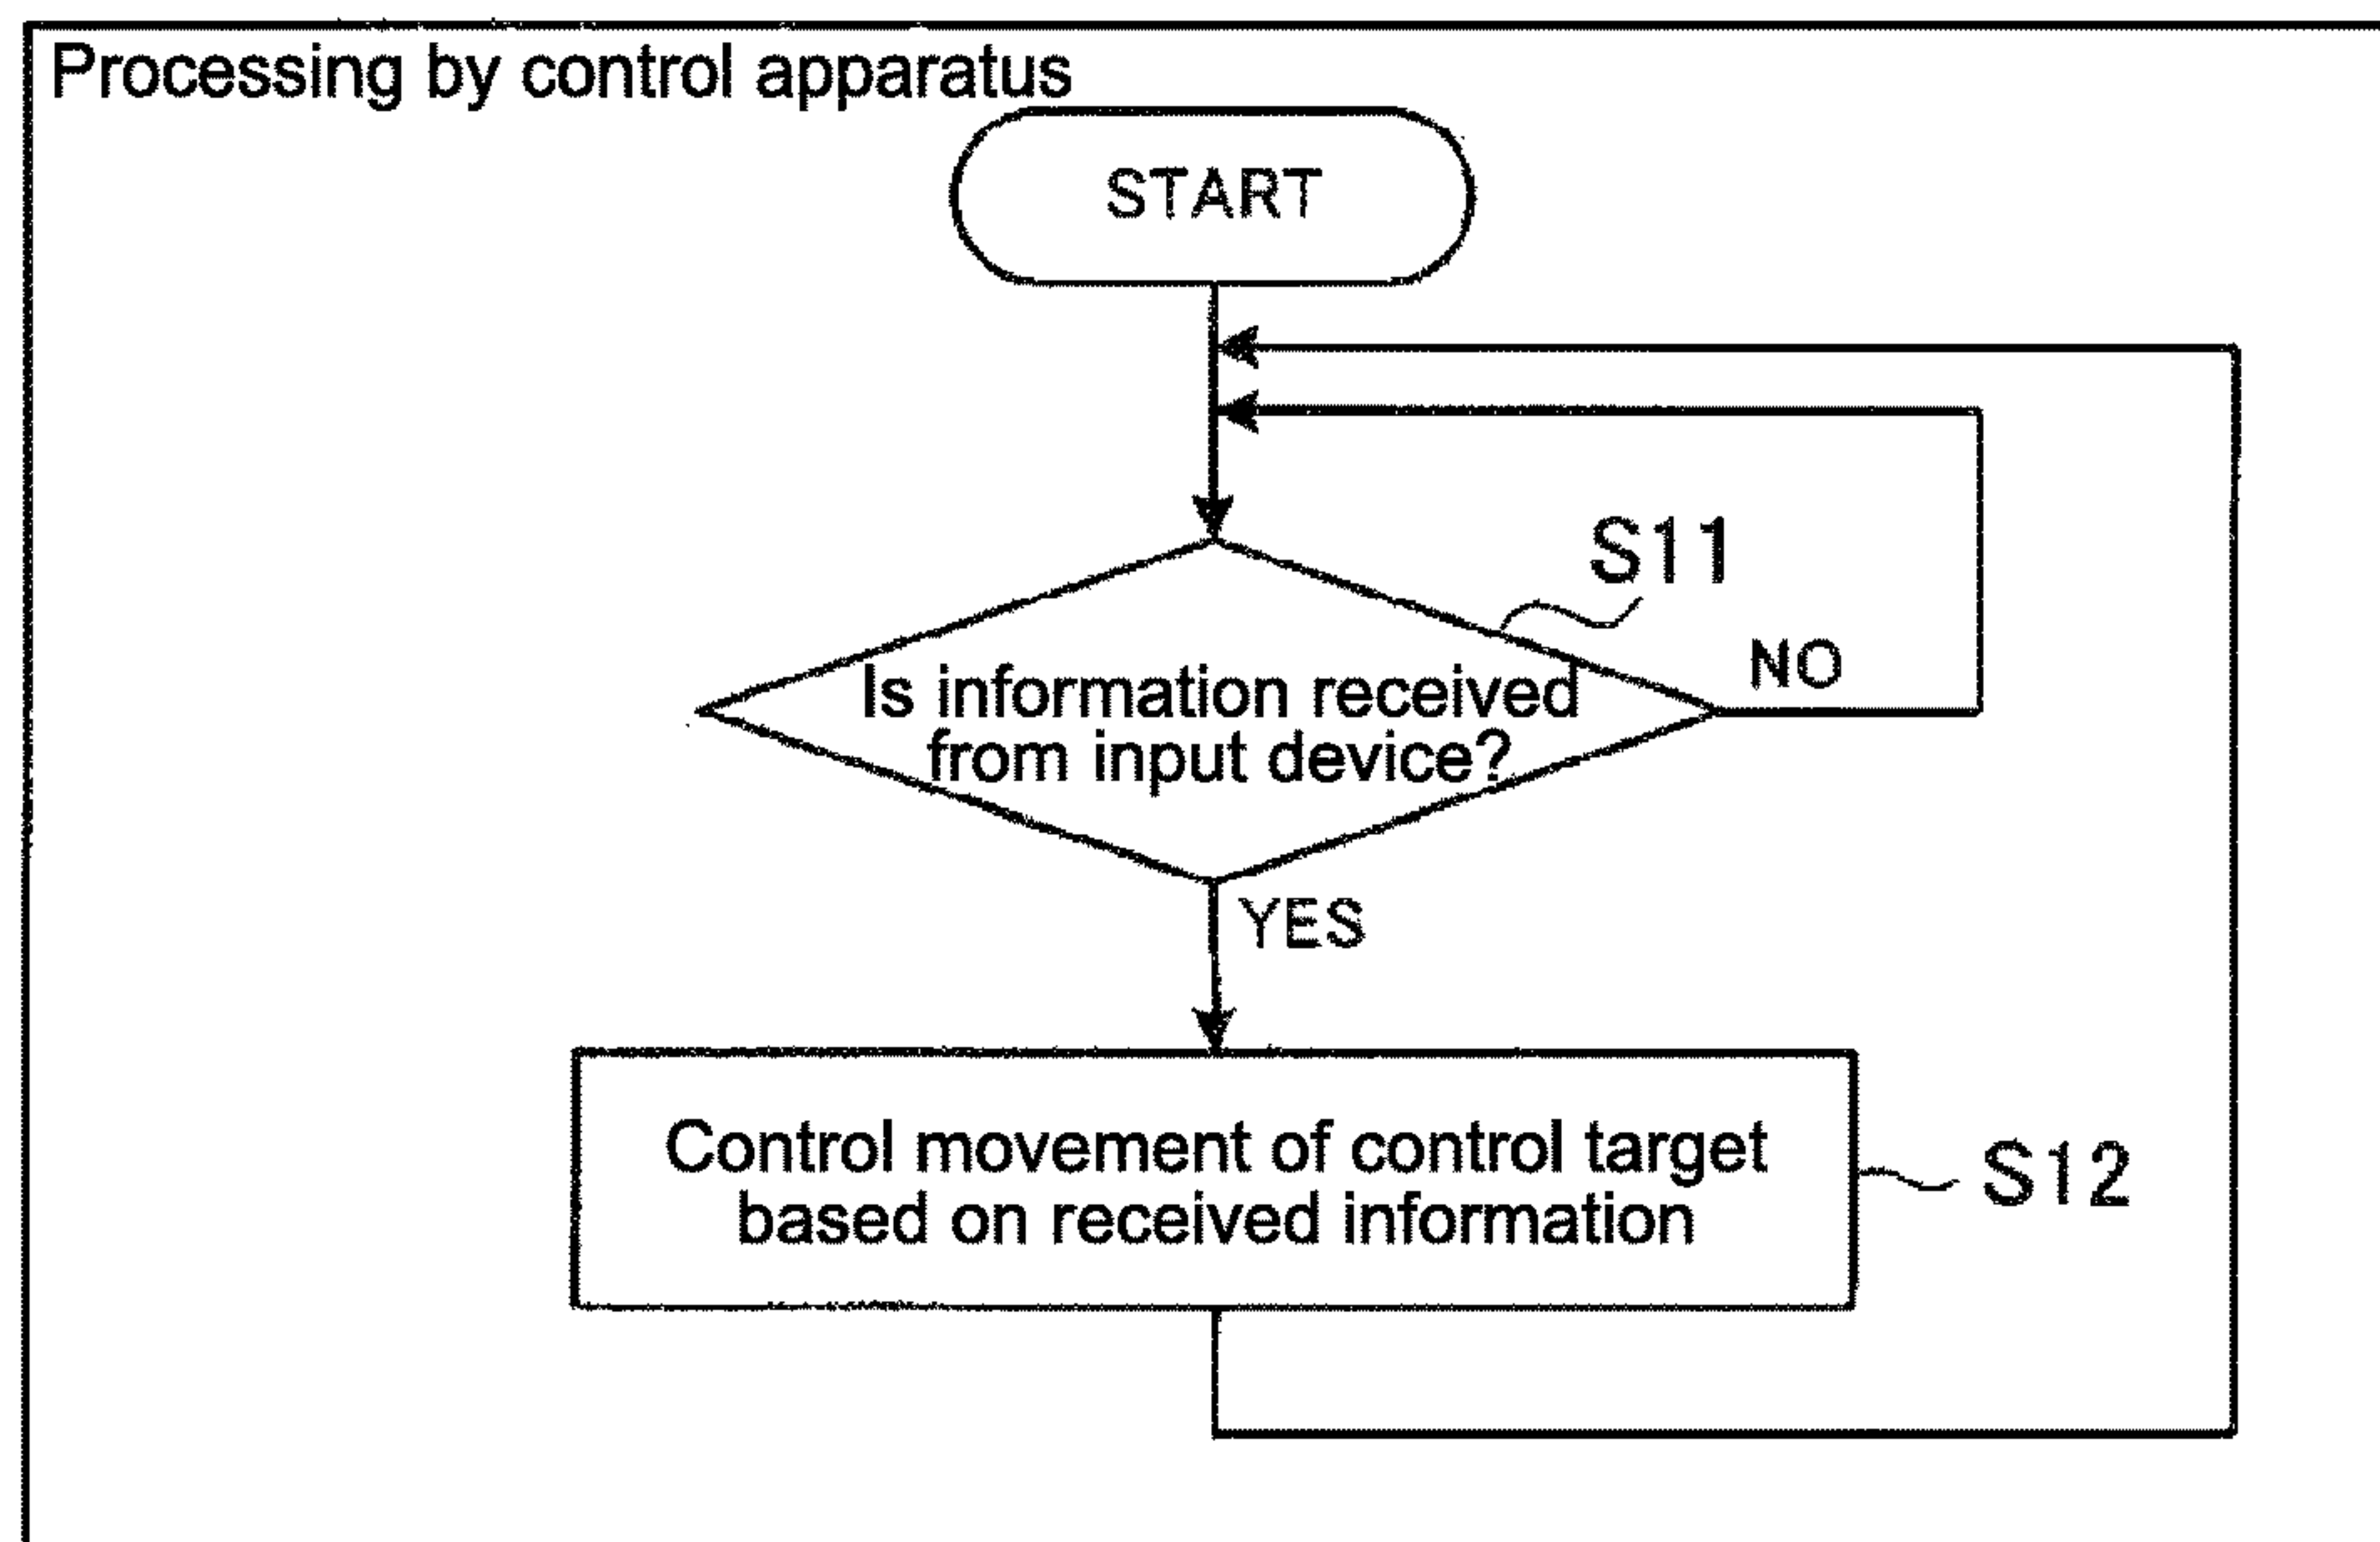 Processing by control apparatus
START
S11
Is information received
from input device?
NO
YES
Control movement of control target
based on received information
S12